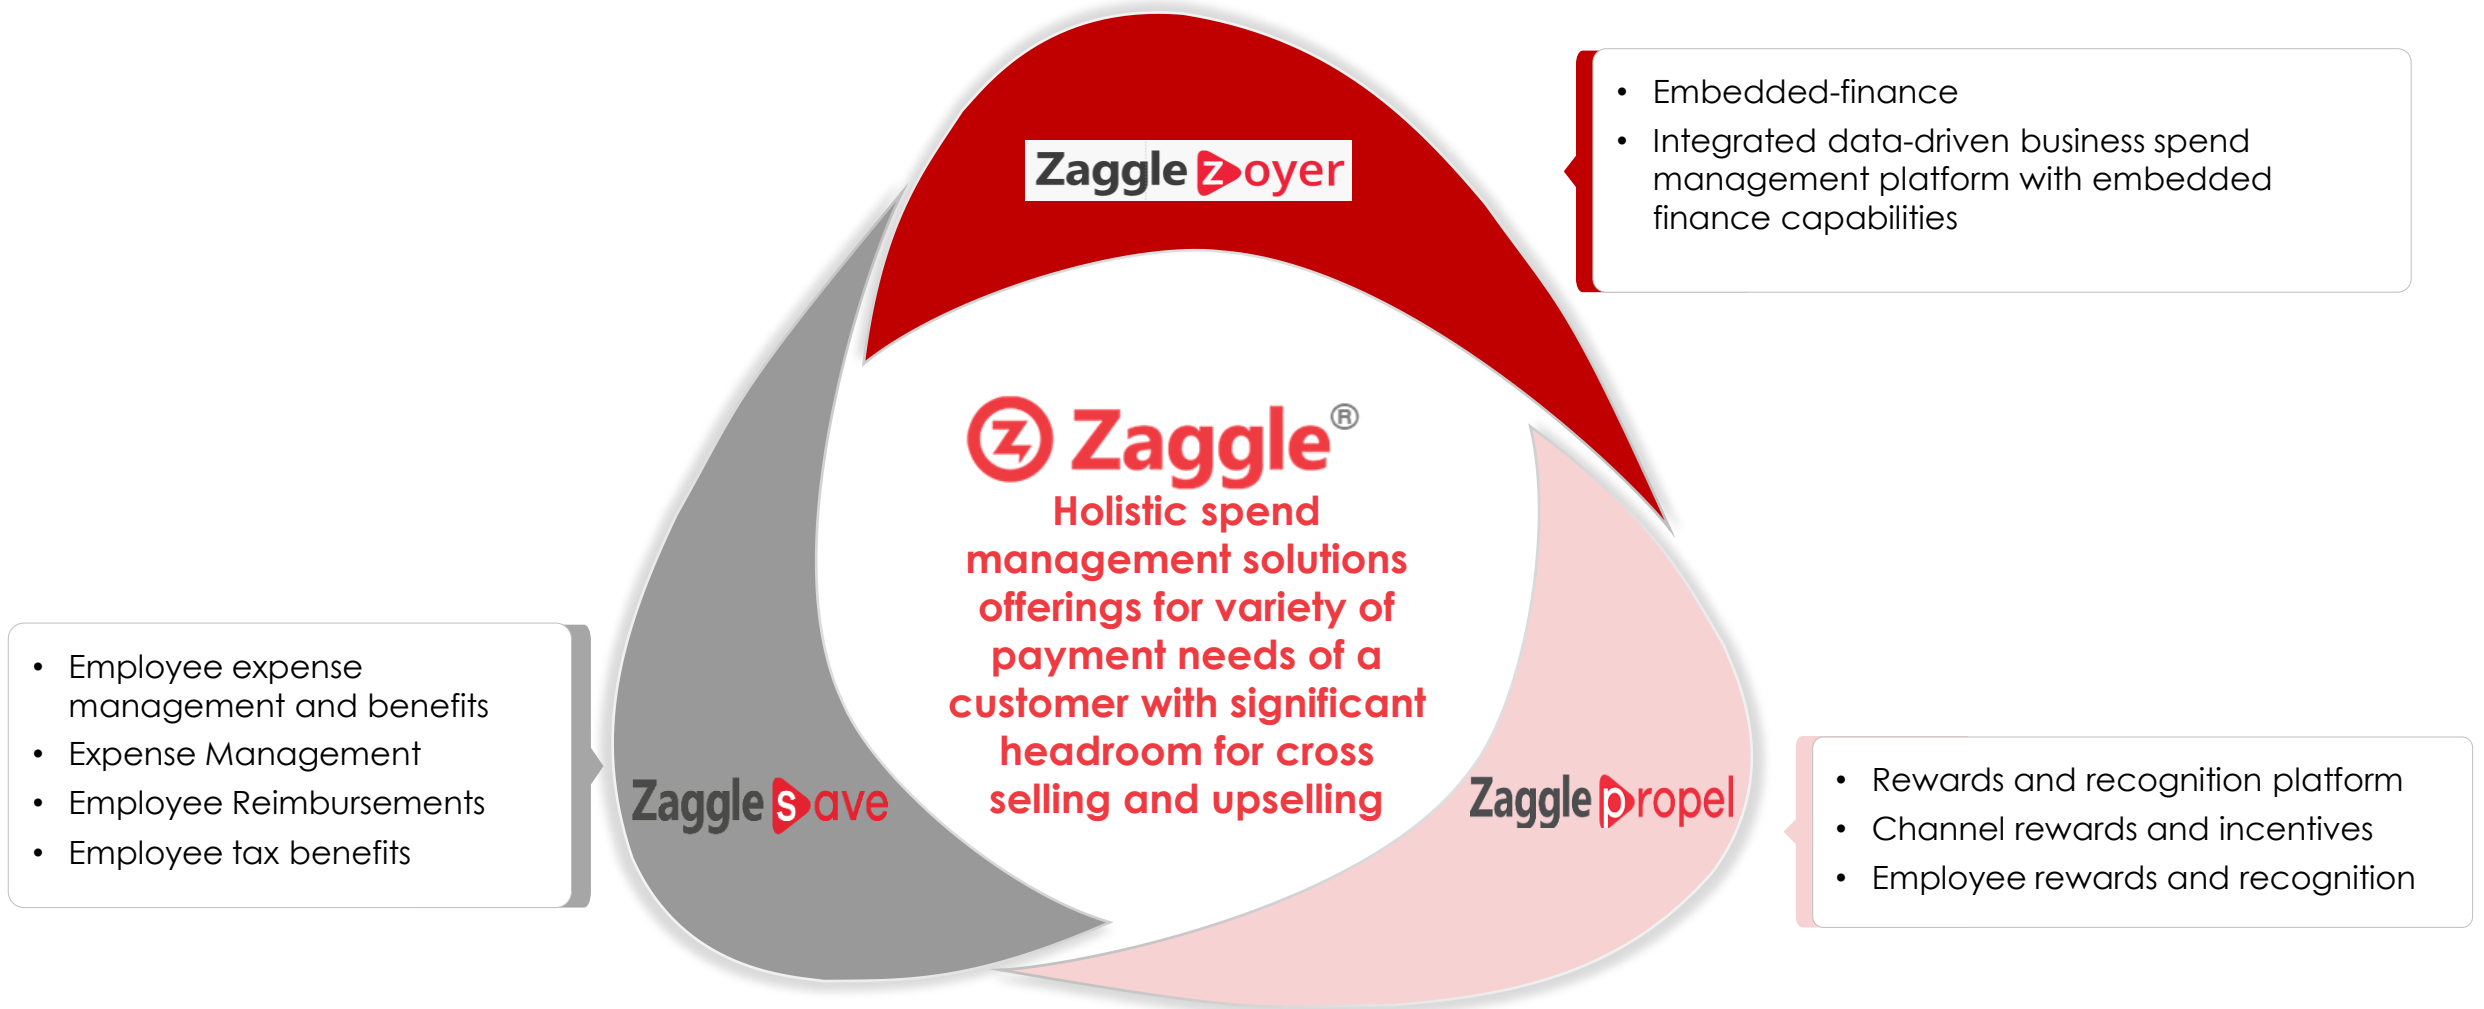 Zaggle zoyer
• Embedded-finance
• Integrated data-driven business spend
management platform with embedded
finance capabilities
Zaggle®
Holistic spend
management solutions
offerings for variety of
payment needs of a
customer with significant
headroom for cross
selling and upselling
• Employee expense
management and benefits
• Expense Management
• Employee Reimbursements
• Employee tax benefits
Zaggle save
Zaggle propel
• Rewards and recognition platform
• Channel rewards and incentives
• Employee rewards and recognition